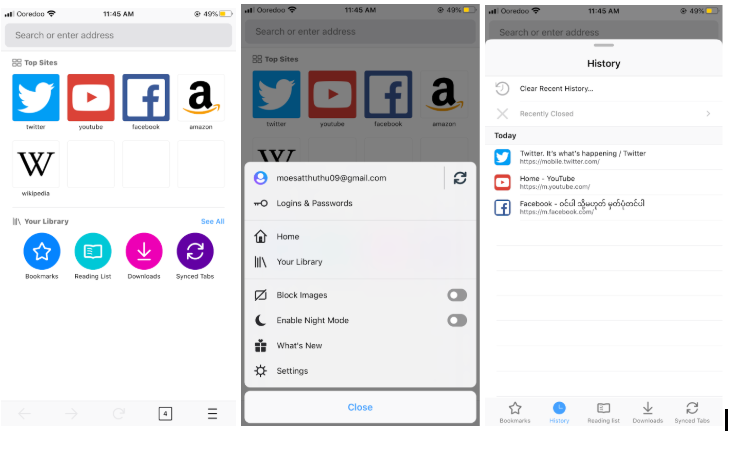 Ooredoo
11:45 AM
49%
Search or enter address
Top Sites
twitter
youtube
facebook
a
amazon
W
wikipedia
Your Library
See All
Bookmarks
Reading List
Downloads
Synced Tabs
4
Ooredoo
11:45 AM
49%
Search or enter address
Top Sites
twitter
youtube
facebook
a
amazon
W
moesatthuthu09@gmail.com
Logins & Passwords
Home
Your Library
Block Images
Enable Night Mode
What's New
Settings
Close
Ooredoo
11:45 AM
49%
Search or enter address
History
Clear Recent History...
Recently Closed
Today
Twitter. It's what's happening / Twitter
https://mobile.twitter.com/
Home - YouTube
https://m.youtube.com/
Facebook - ဝင်ပါ သို့မဟုတ် မှတ်ပုံတင်ပါ
https://m.facebook.com/
Bookmarks
History
Reading list
Downloads
Synced Tabs